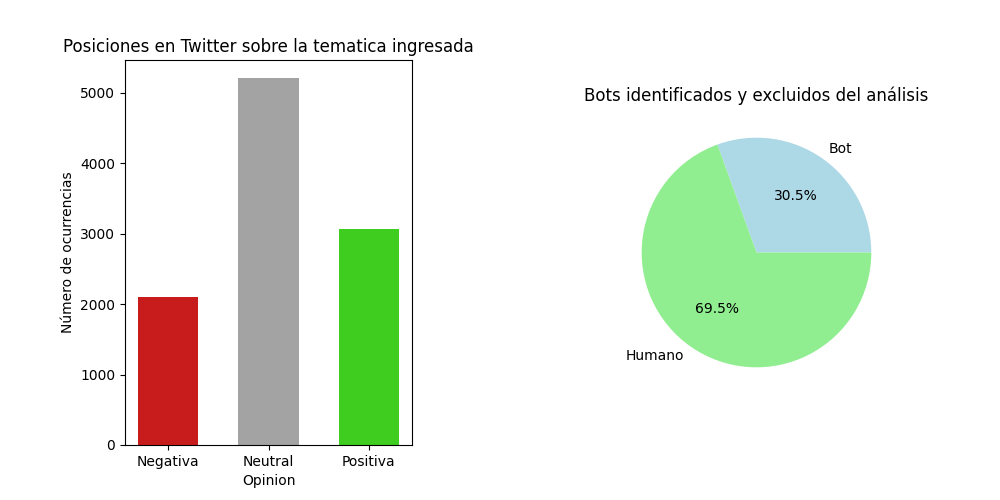 Posiciones en Twitter sobre la tematica ingresada
Número de ocurrencias
5000
4000
3000
2000
1000
0
Negativa
Neutral
Positiva
Opinion
Bots identificados y excluidos del análisis
Bot
30.5%
69.5%
Humano